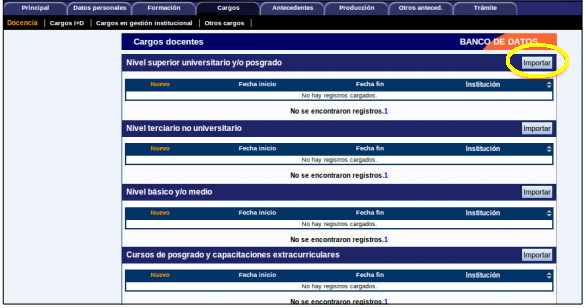 Principal Datos personales Formación Cargos Antecedentes Producción Otros anteced. Trámite
Docencia | Cargos I+D | Cargos en gestión institucional | Otros cargos |
Cargos docentes BANCO DE DATOS
Nivel superior universitario y/o posgrado Importar
Nuevo Fecha inicio Fecha fin Institución
No hay registros cargados.
No se encontraron registros.1
Nivel terciario no universitario Importar
Nuevo Fecha inicio Fecha fin Institución
No hay registros cargados.
No se encontraron registros.1
Nivel básico y/o medio Importar
Nuevo Fecha inicio Fecha fin Institución
No hay registros cargados.
No se encontraron registros.1
Cursos de posgrado y capacitaciones extracurriculares Importar
Nuevo Fecha inicio Fecha fin Institución
No hay registros cargados.
No se encontraron registros.1